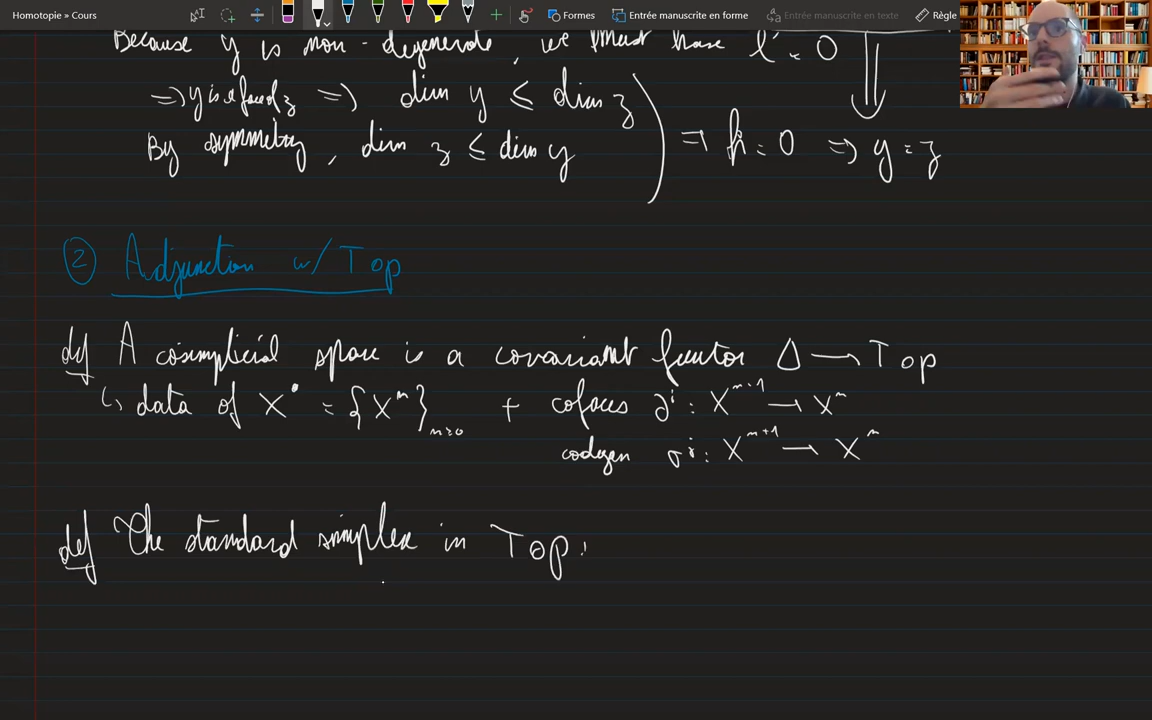 Homotopie » Cours
Formes
Entrée manuscrite en forme
Entrée manuscrite en texte
Règle
Because y is non-degenerate, we must have l' = 0
⇒ y is a face of z ⇒ dim y ≤ dim z
By symmetry, dim z ≤ dim y ⇒ k = 0 ⇒ y = z
② Adjunction w/ Top
def A cosimplicial space is a covariant functor Δ → Top
↳ data of X^• = {X^n}_{n≥0} + cofaces ∂^i : X^{n-1} → X^n
codegen σ^j : X^{n+1} → X^n
def The standard simplex in Top :